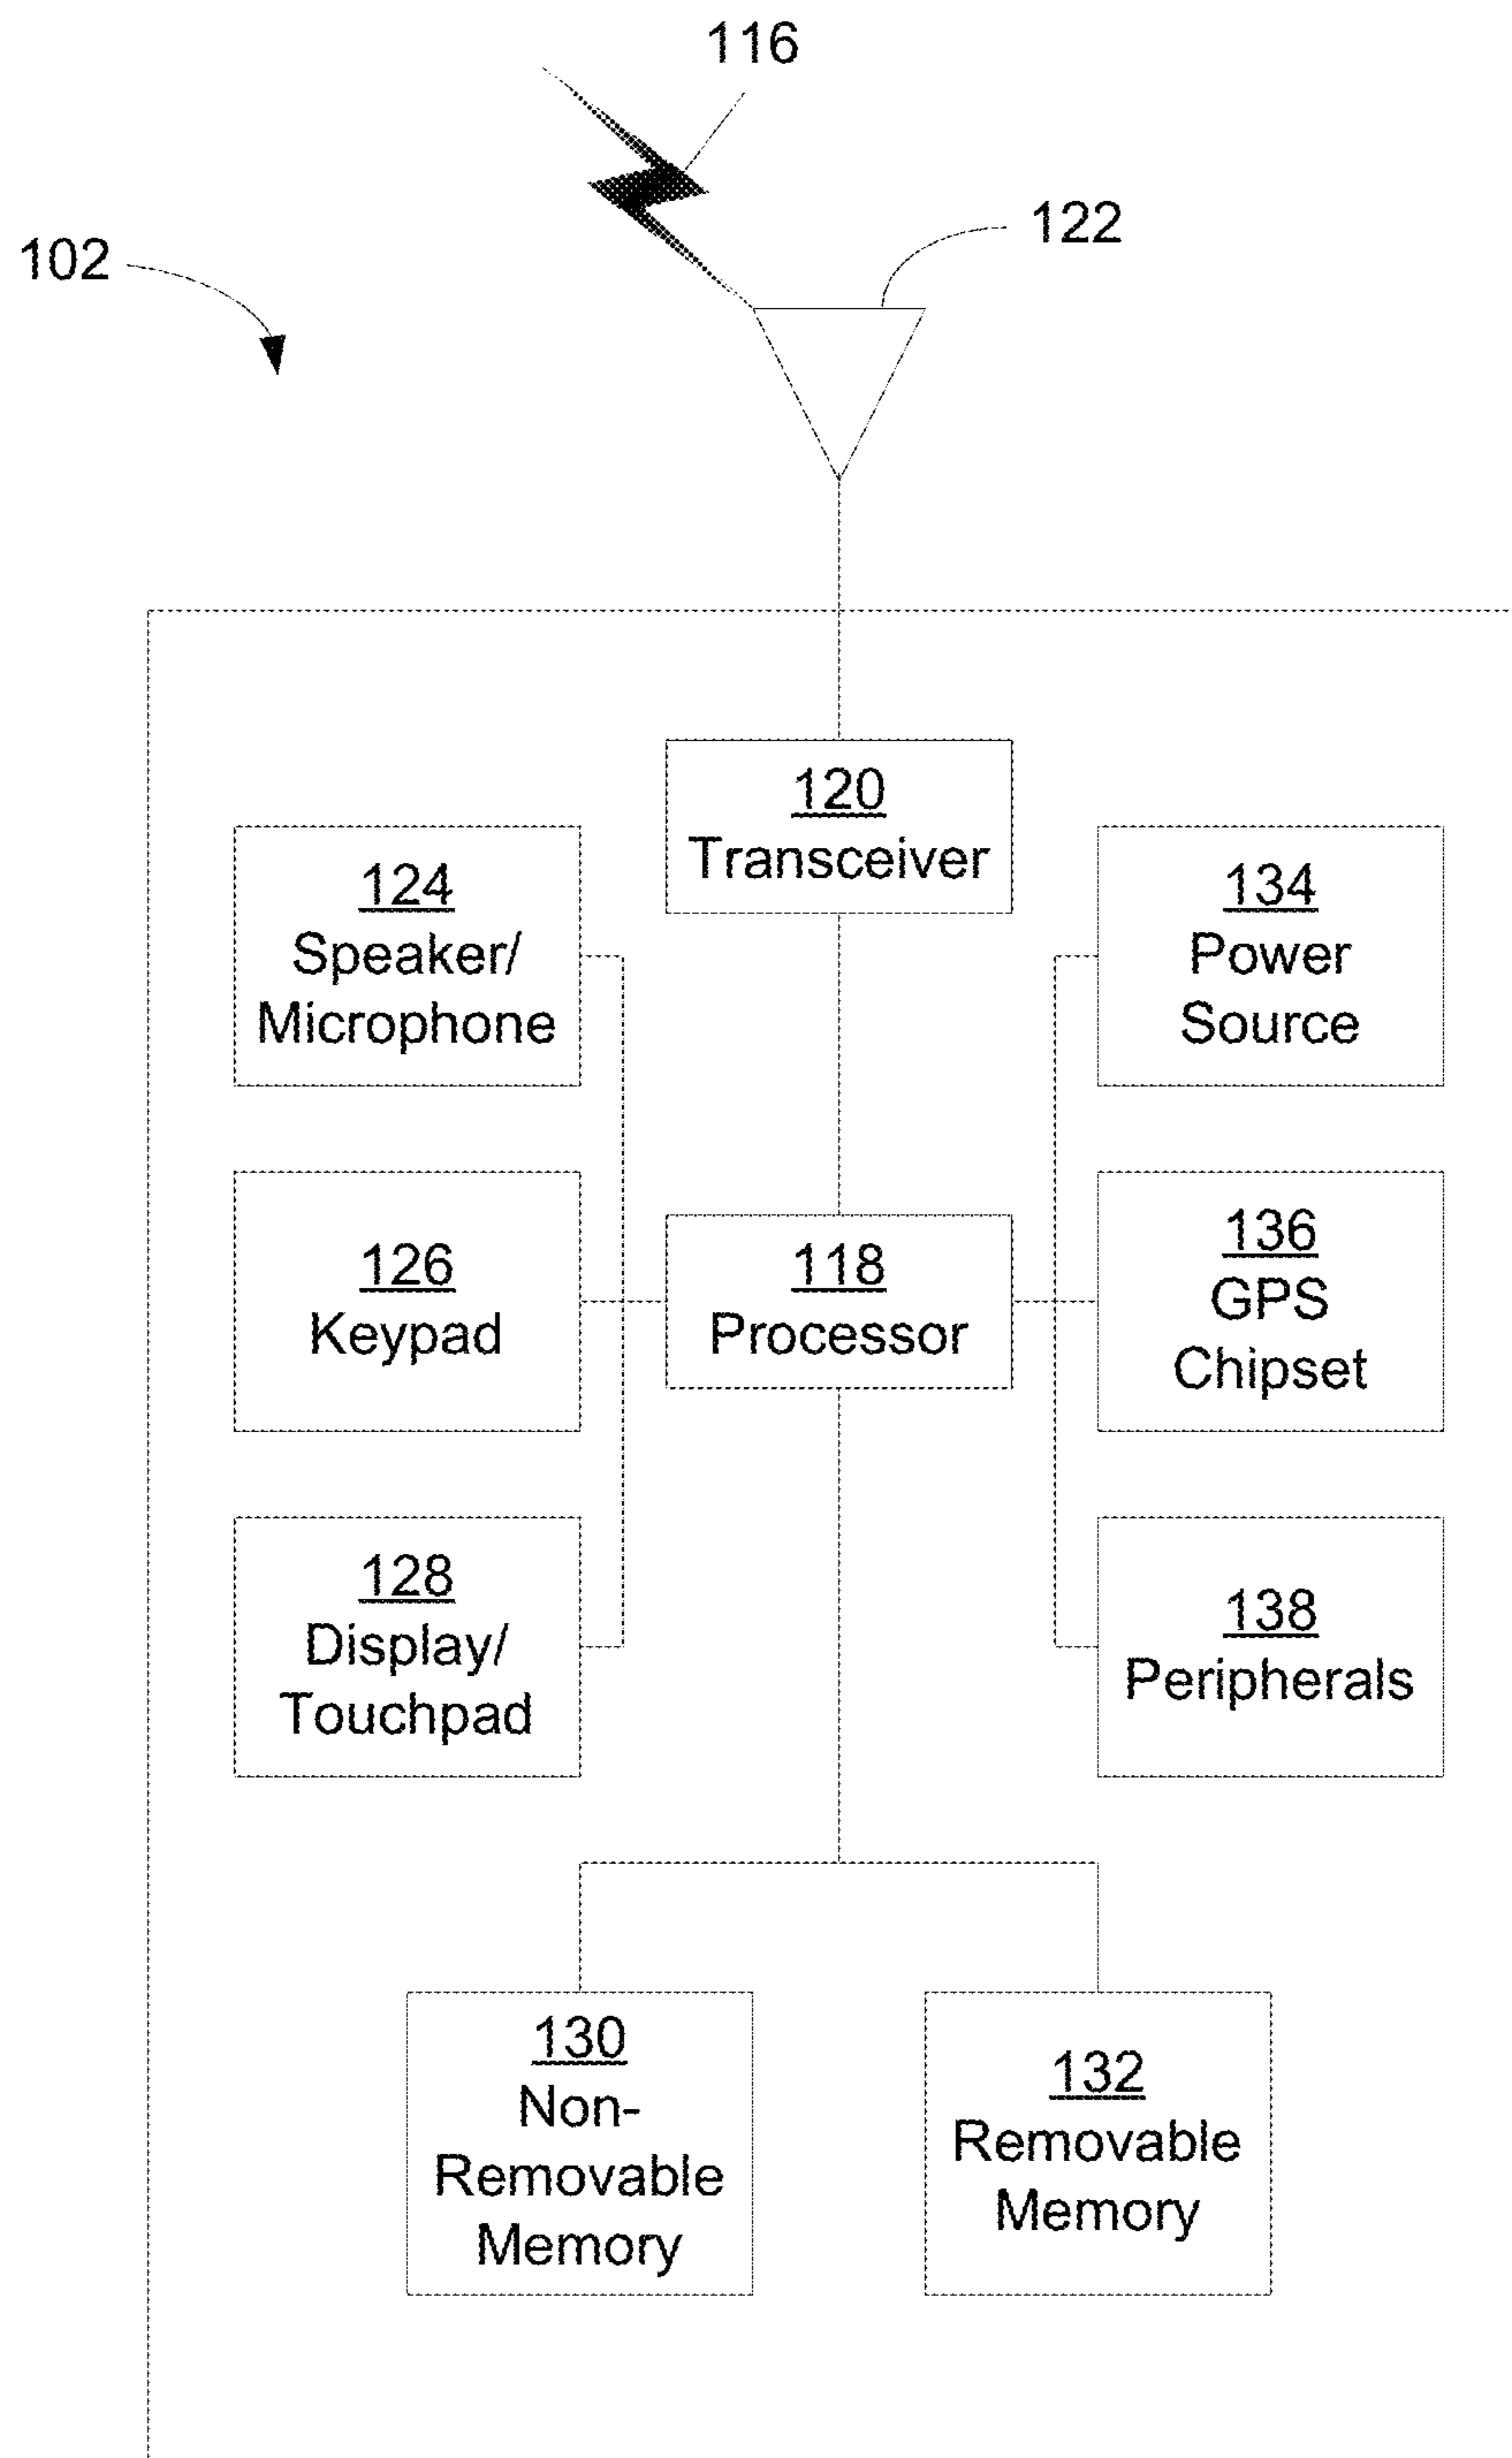 116
122
102
120
Transceiver
124
Speaker/
Microphone
134
Power
Source
126
Keypad
118
Processor
136
GPS
Chipset
128
Display/
Touchpad
138
Peripherals
130
Non-
Removable
Memory
132
Removable
Memory